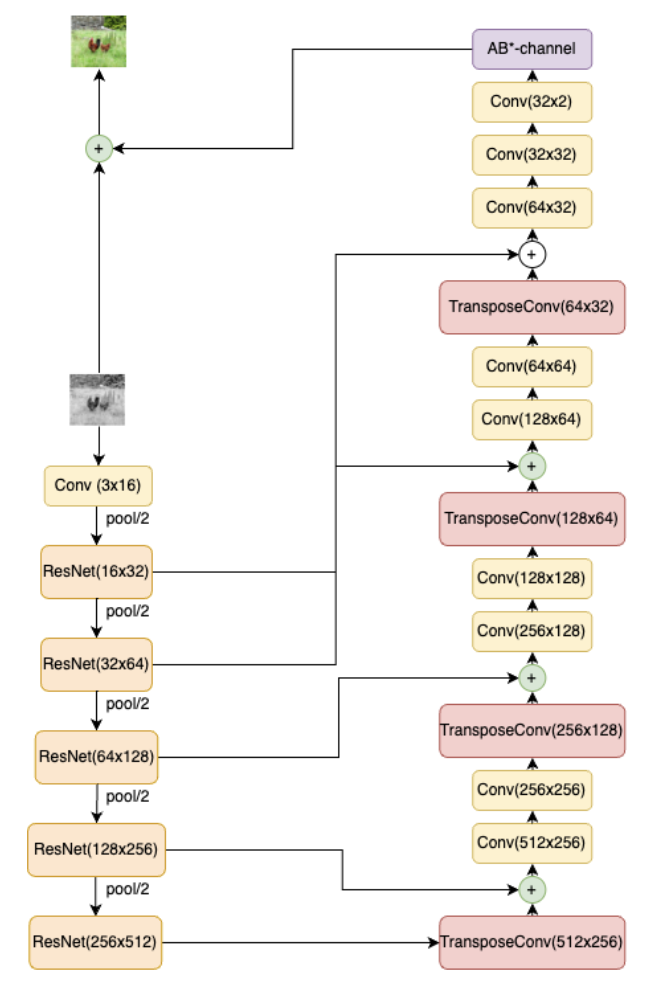 AB*-channel
Conv(32x2)
Conv(32x32)
+
Conv(64x32)
+
TransposeConv(64x32)
Conv(64x64)
Conv(128x64)
+
Conv (3x16)
pool/2
TransposeConv(128x64)
ResNet(16x32)
Conv(128x128)
pool/2
Conv(256x128)
ResNet(32x64)
+
pool/2
TransposeConv(256x128)
ResNet(64x128)
Conv(256x256)
pool/2
Conv(512x256)
ResNet(128x256)
+
pool/2
ResNet(256x512)
TransposeConv(512x256)